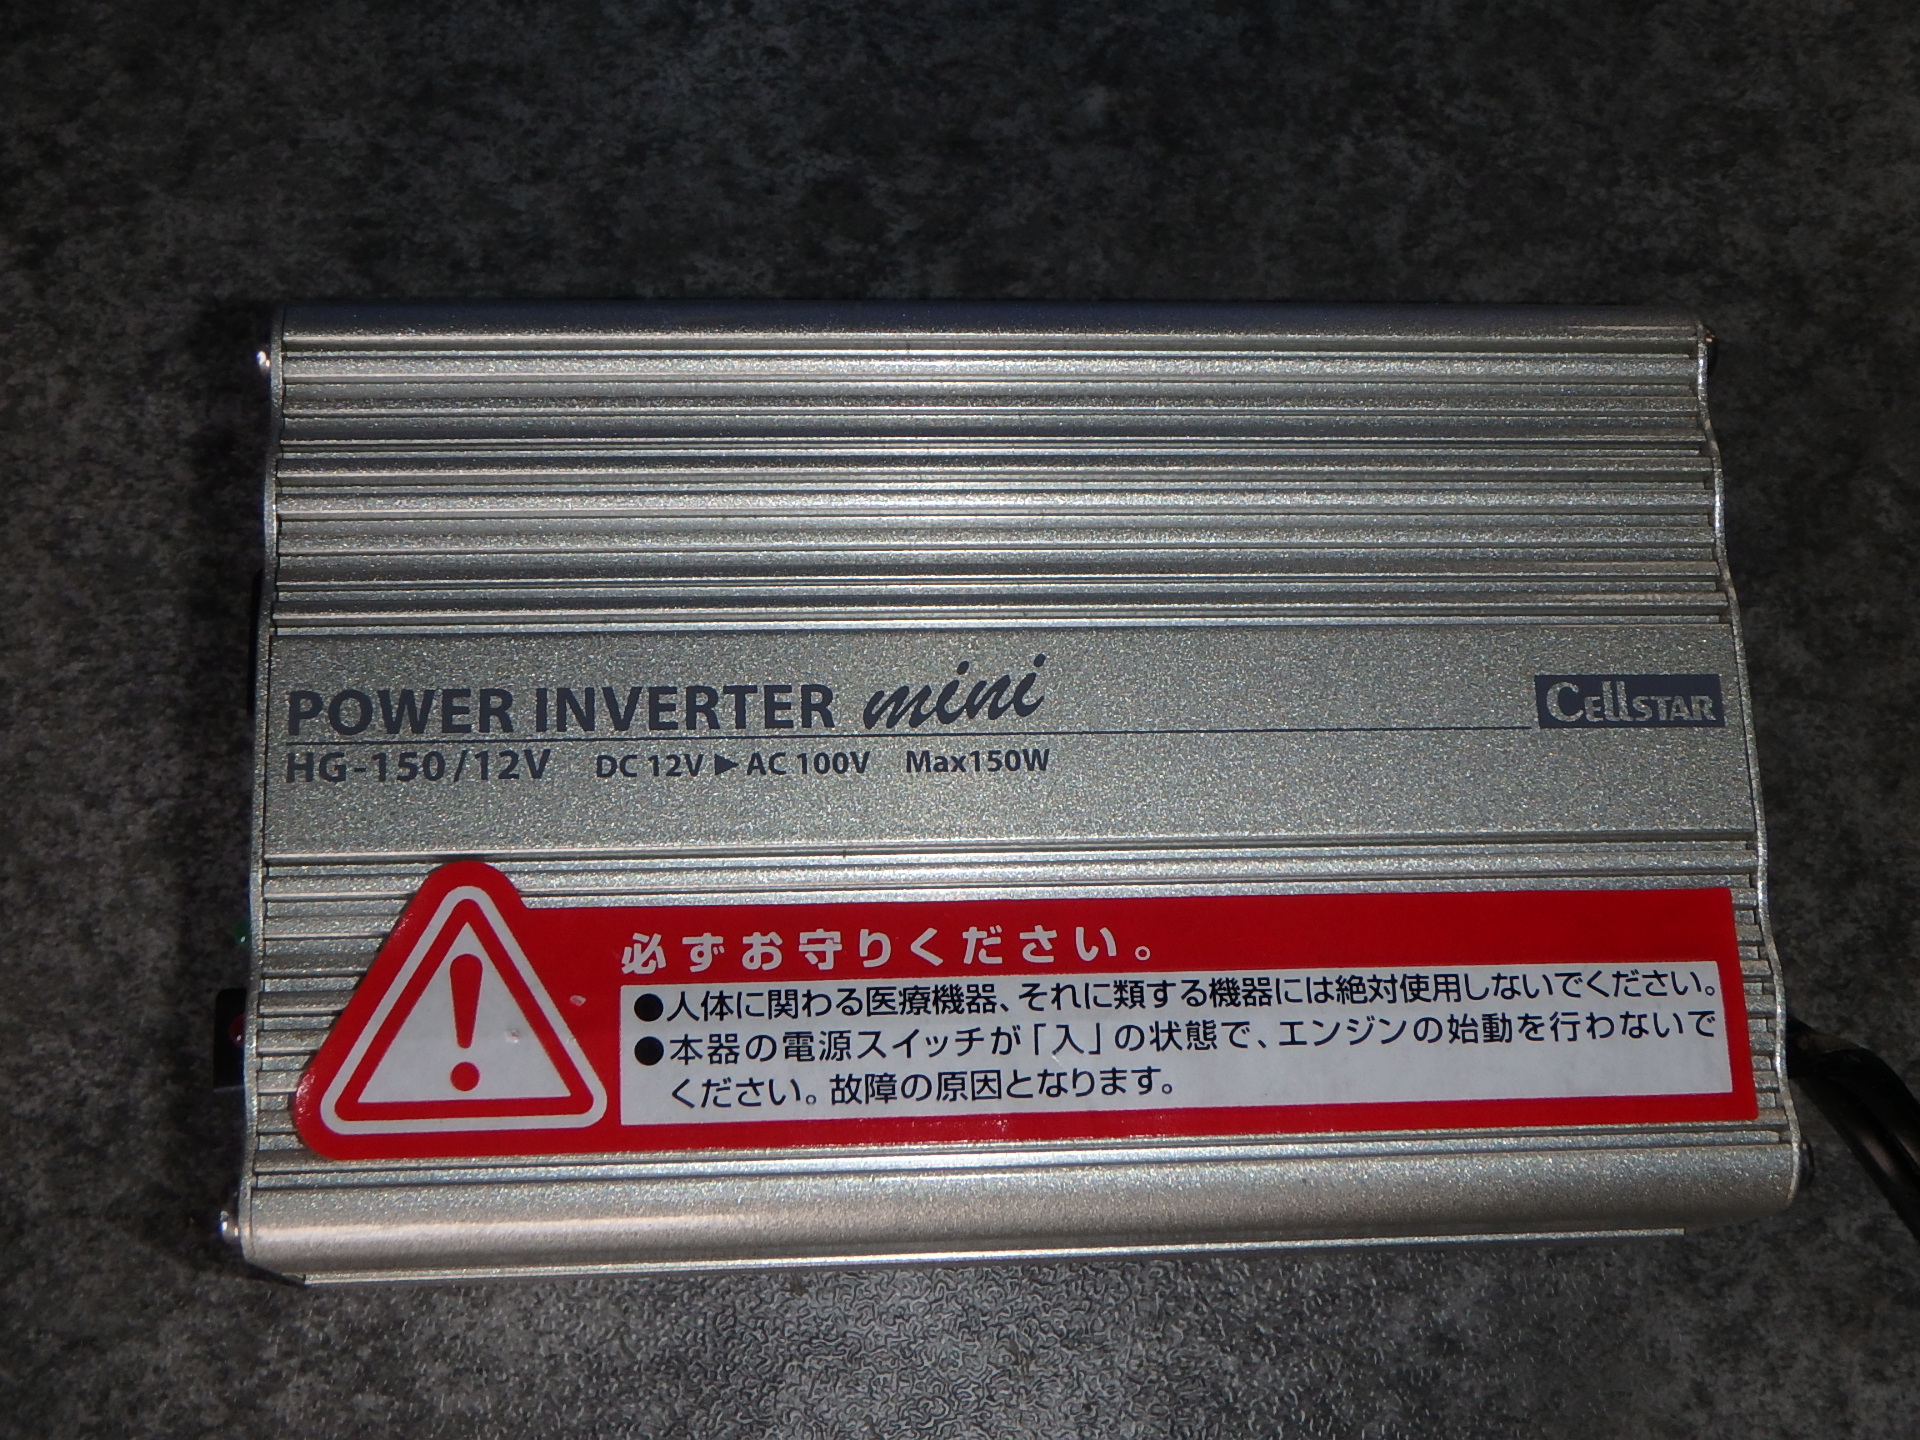 POWER INVERTER mini
CELLSTAR
HG-150/12V DC 12V ▶ AC 100V Max150W
必ずお守りください。
●人体に関わる医療機器、それに類する機器には絶対使用しないでください。
●本器の電源スイッチが「入」の状態で、エンジンの始動を行わないで
ください。故障の原因となります。